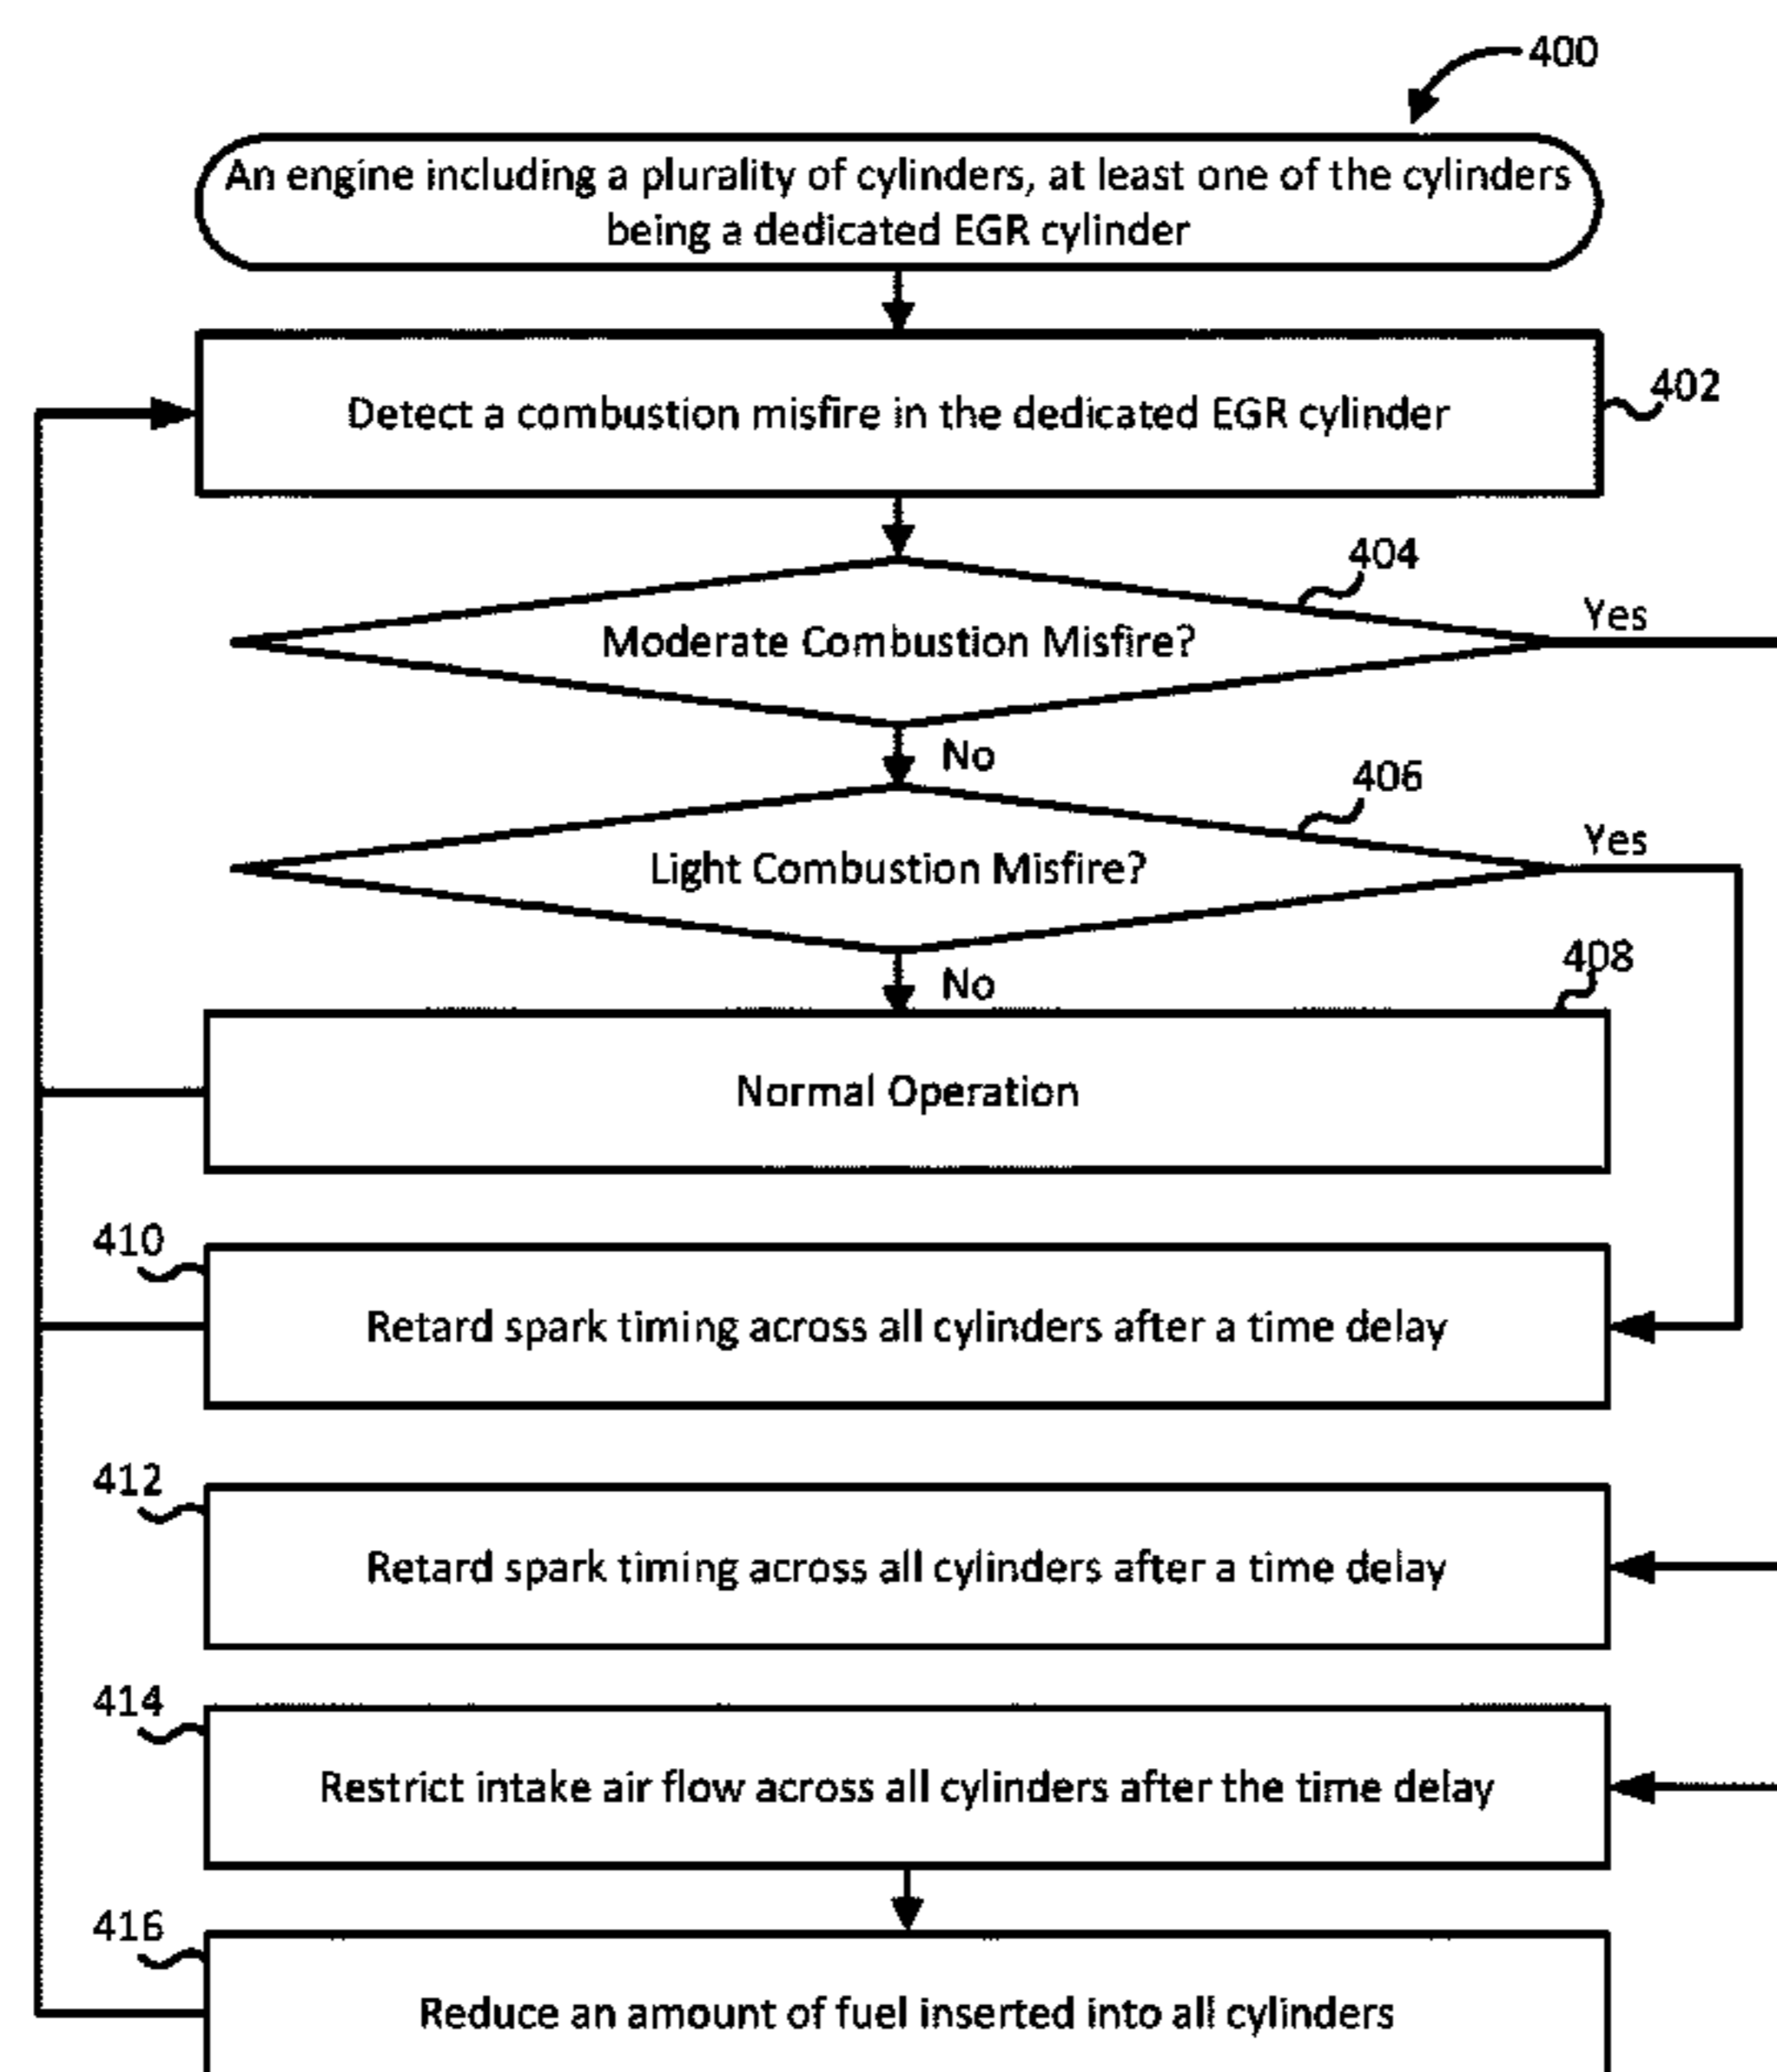 400
An engine including a plurality of cylinders, at least one of the cylinders
being a dedicated EGR cylinder
Detect a combustion misfire in the dedicated EGR cylinder
402
404
Moderate Combustion Misfire?
Yes
No
406
Light Combustion Misfire?
Yes
No
408
Normal Operation
410
Retard spark timing across all cylinders after a time delay
412
Retard spark timing across all cylinders after a time delay
414
Restrict intake air flow across all cylinders after the time delay
416
Reduce an amount of fuel inserted into all cylinders